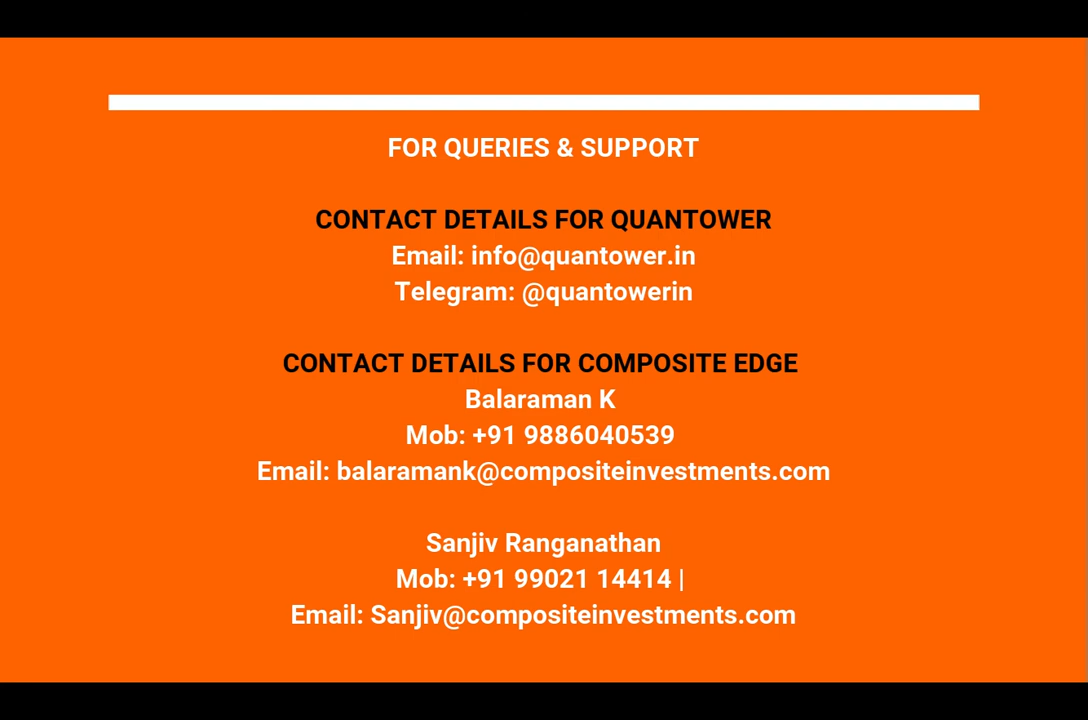 FOR QUERIES & SUPPORT
CONTACT DETAILS FOR QUANTOWER
Email: info@quantower.in
Telegram: @quantowerin
CONTACT DETAILS FOR COMPOSITE EDGE
Balaraman K
Mob: +91 9886040539
Email: balaramank@compositeinvestments.com
Sanjiv Ranganathan
Mob: +91 99021 14414 |
Email: Sanjiv@compositeinvestments.com